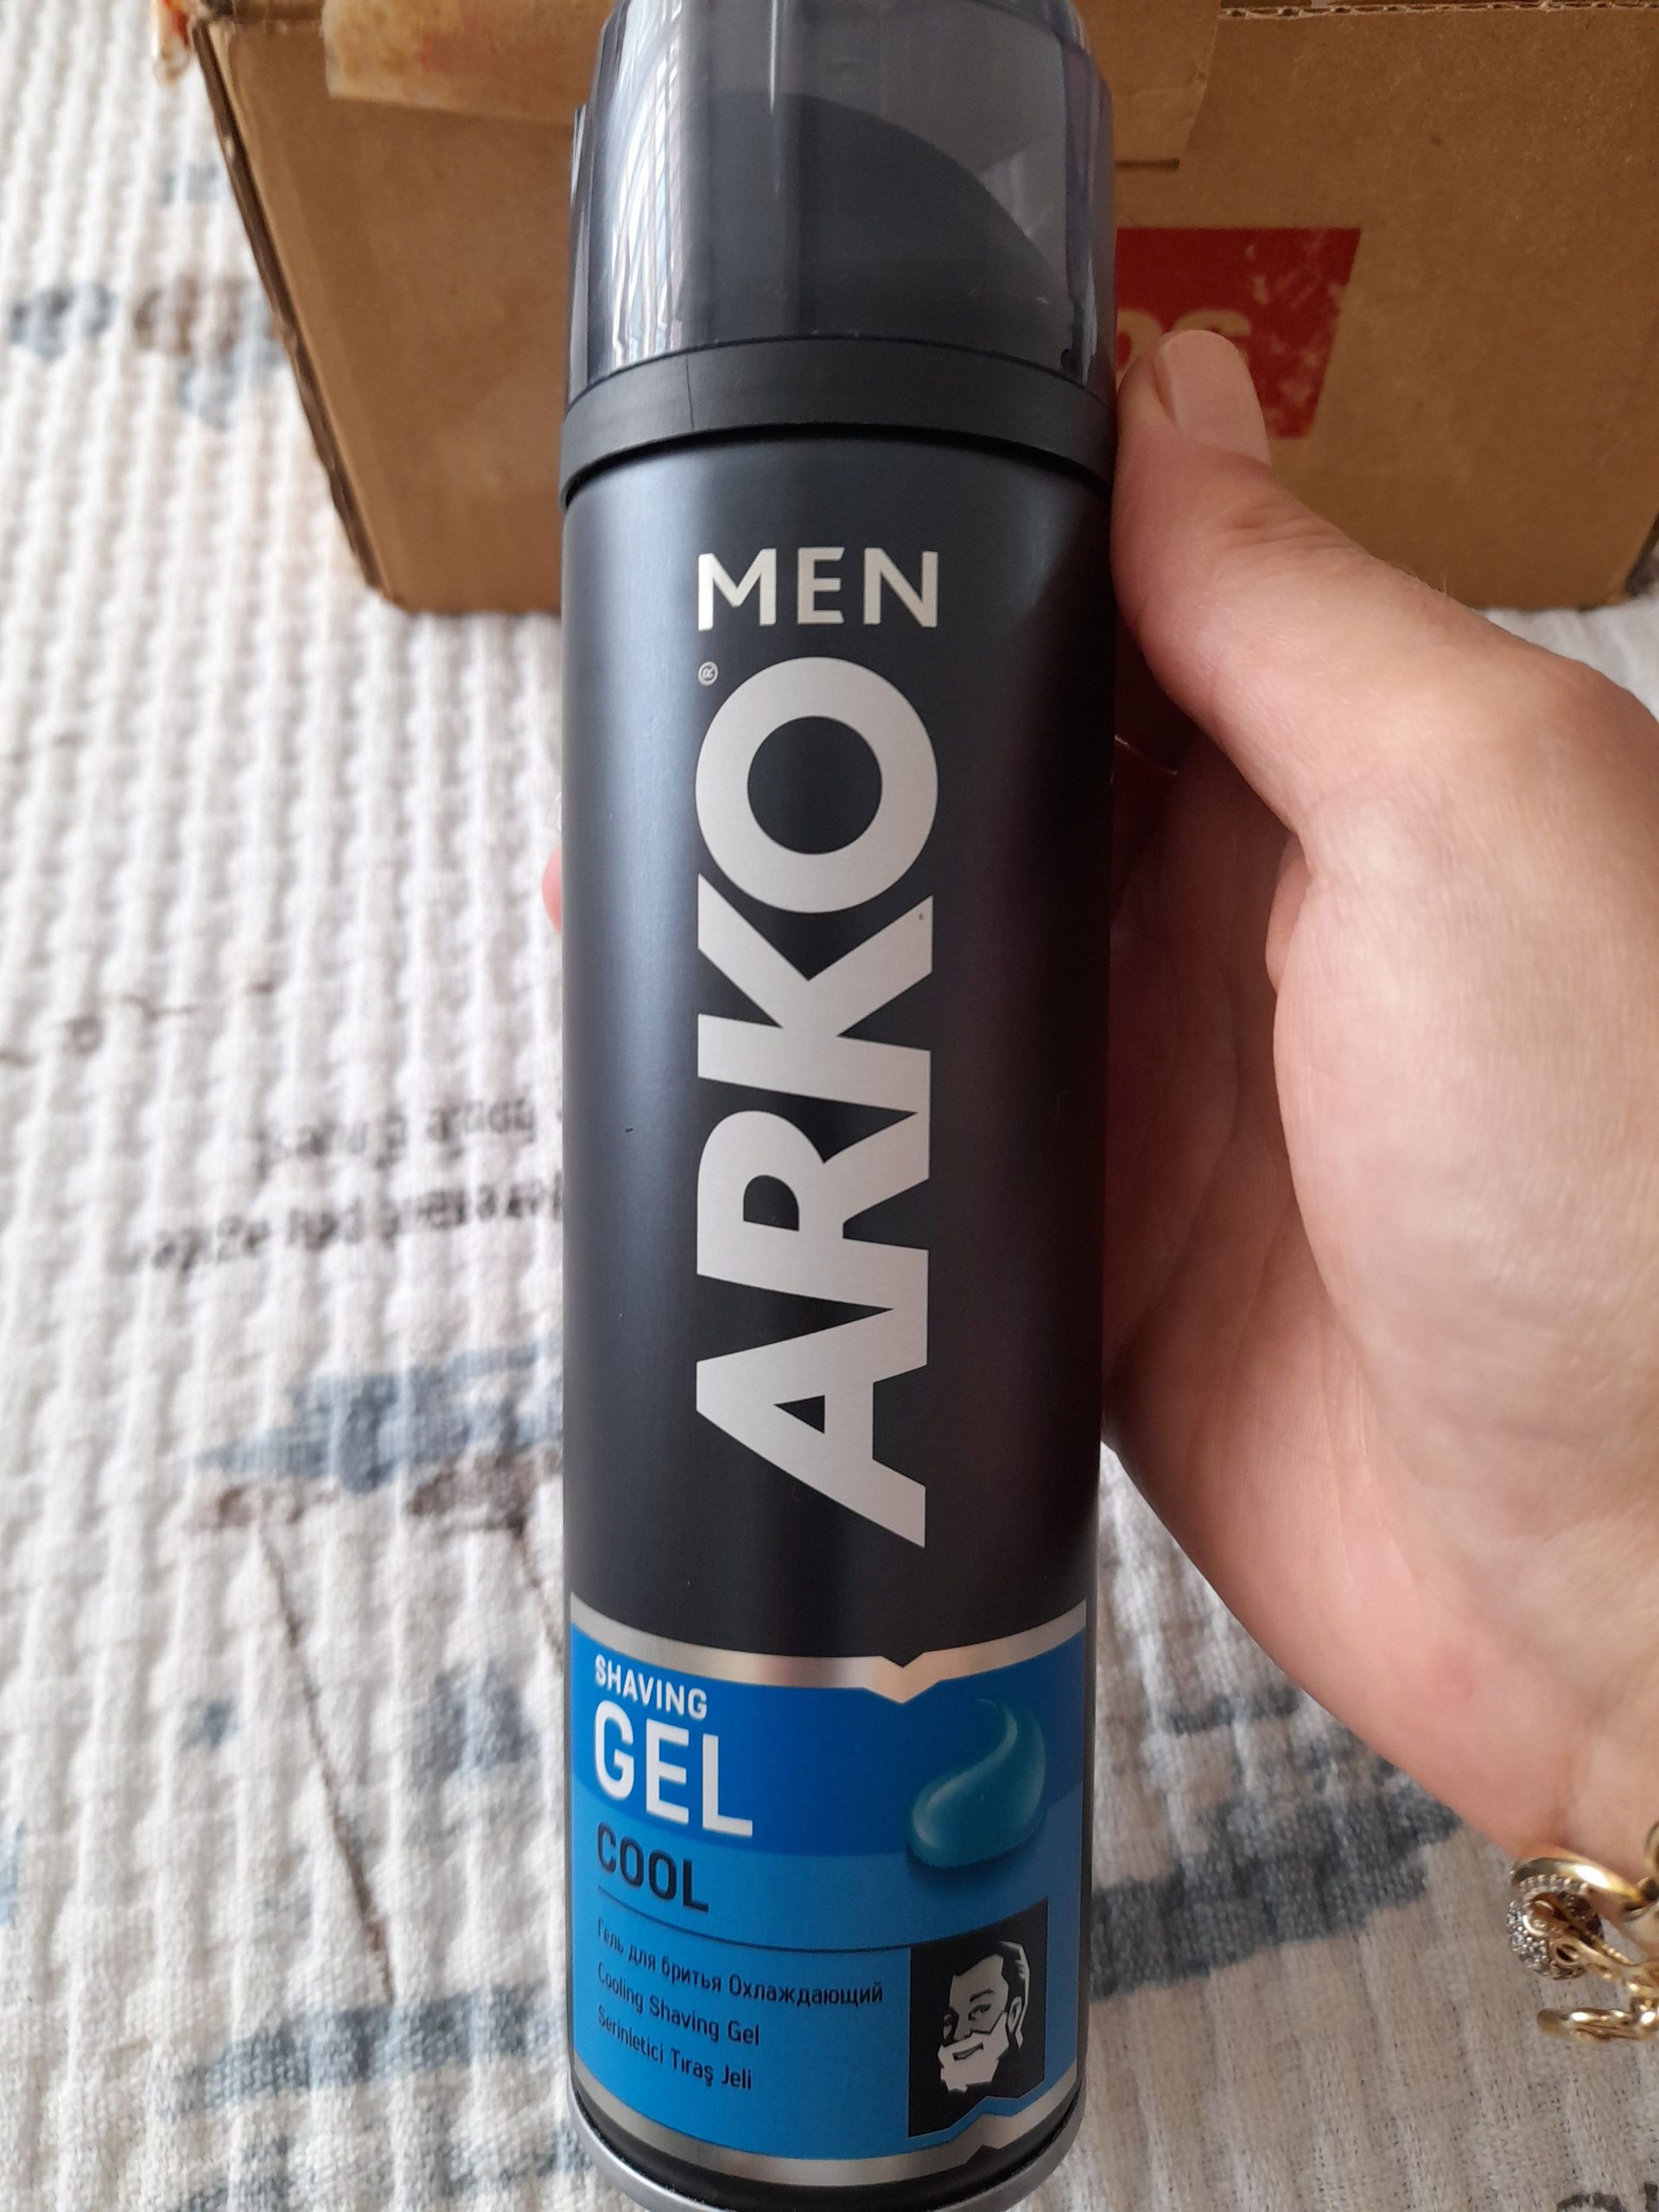 MEN
ARKO®
SHAVING
GEL
COOL
Гель для бритья Охлаждающий
Cooling Shaving Gel
Serinletici Tıraş Jeli